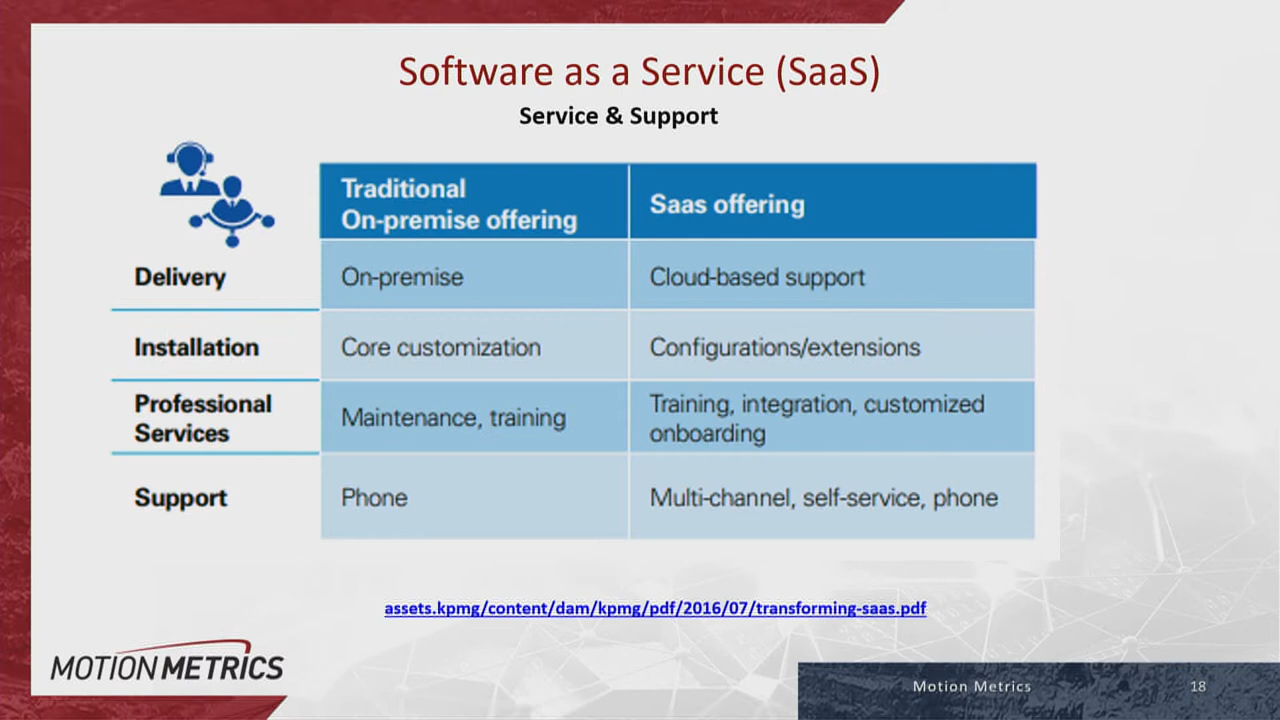 Software as a Service (SaaS)
Service & Support
Traditional
On-premise offering
Saas offering
Delivery
On-premise
Cloud-based support
Installation
Core customization
Configurations/extensions
Professional
Services
Maintenance, training
Training, integration, customized
onboarding
Support
Phone
Multi-channel, self-service, phone
assets.kpmg/content/dam/kpmg/pdf/2016/07/transforming-saas.pdf
MOTION METRICS
Motion Metrics
18